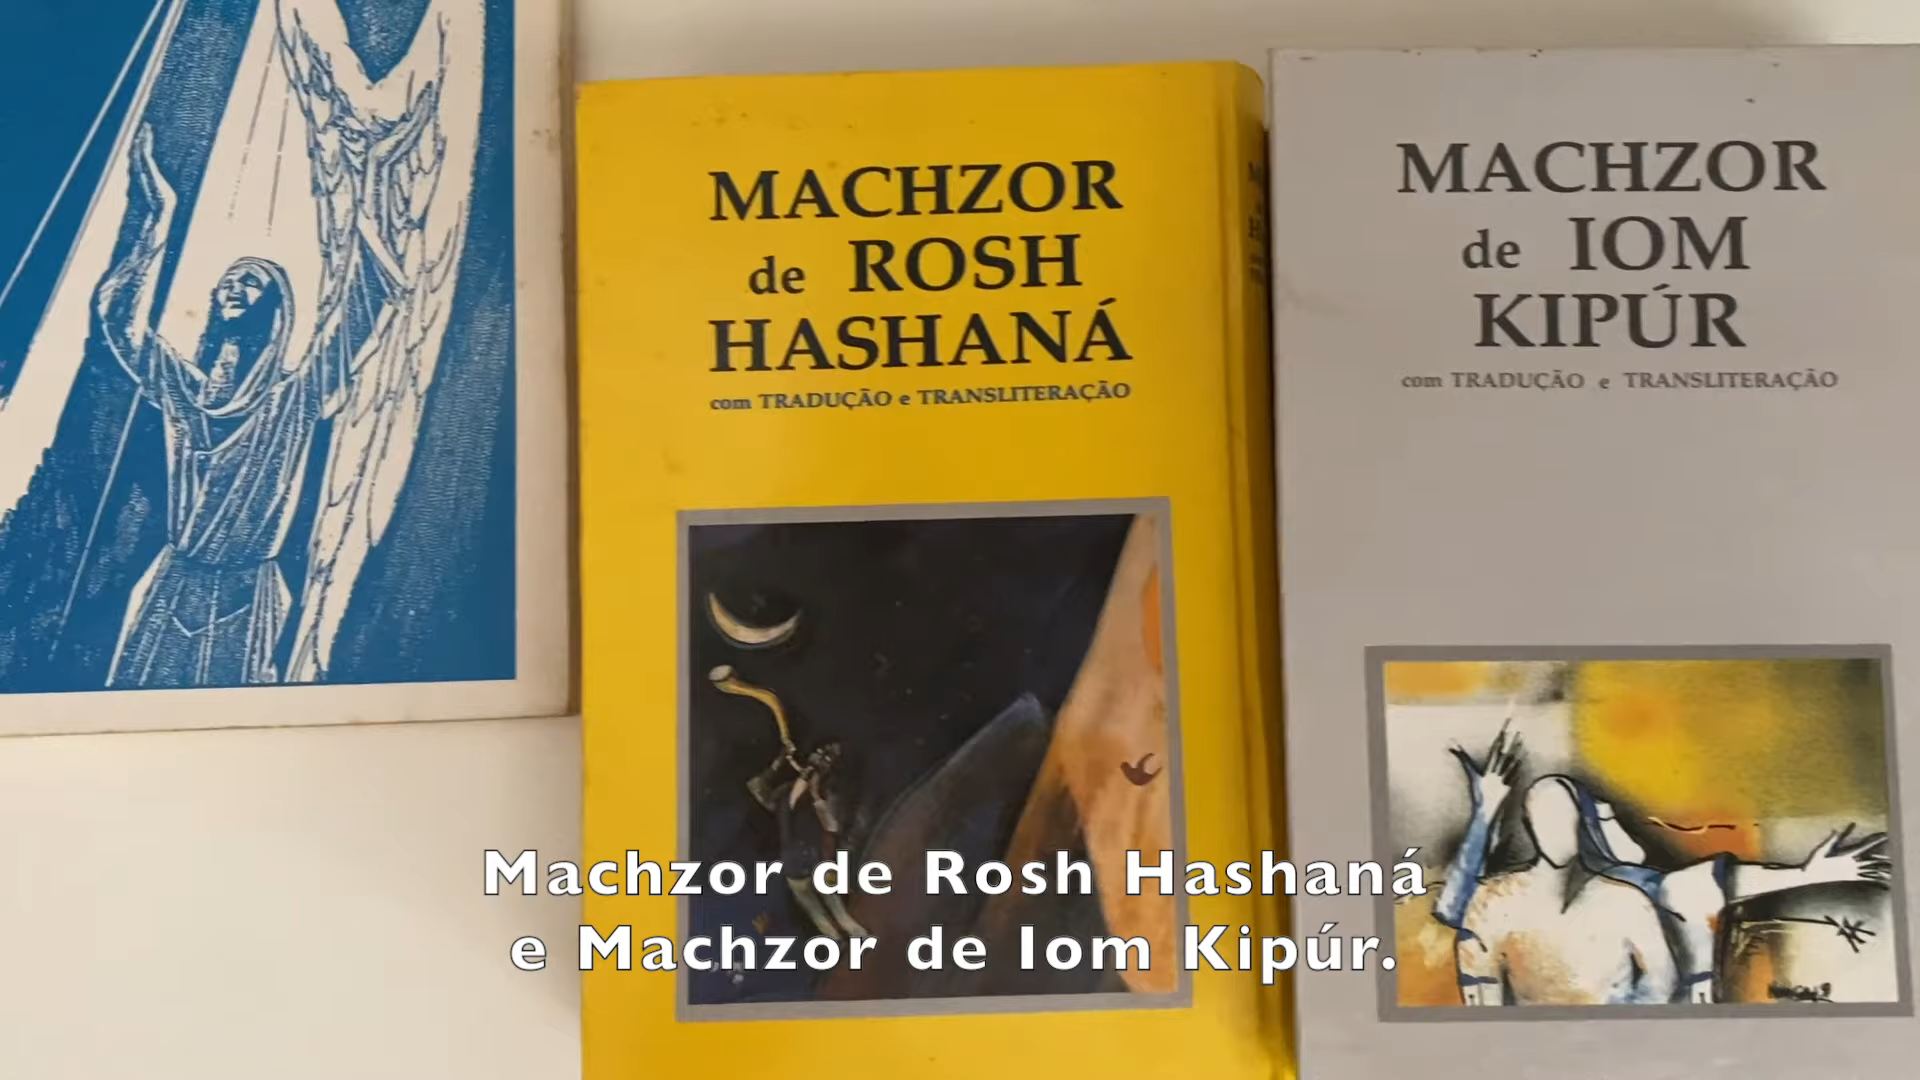 MACHZOR
de ROSH
HASHANÁ
com TRADUÇÃO e TRANSLITERAÇÃO
MACHZOR
de IOM
KIPÚR
com TRADUÇÃO e TRANSLITERAÇÃO
Machzor de Rosh Hashaná
e Machzor de Iom Kipúr.